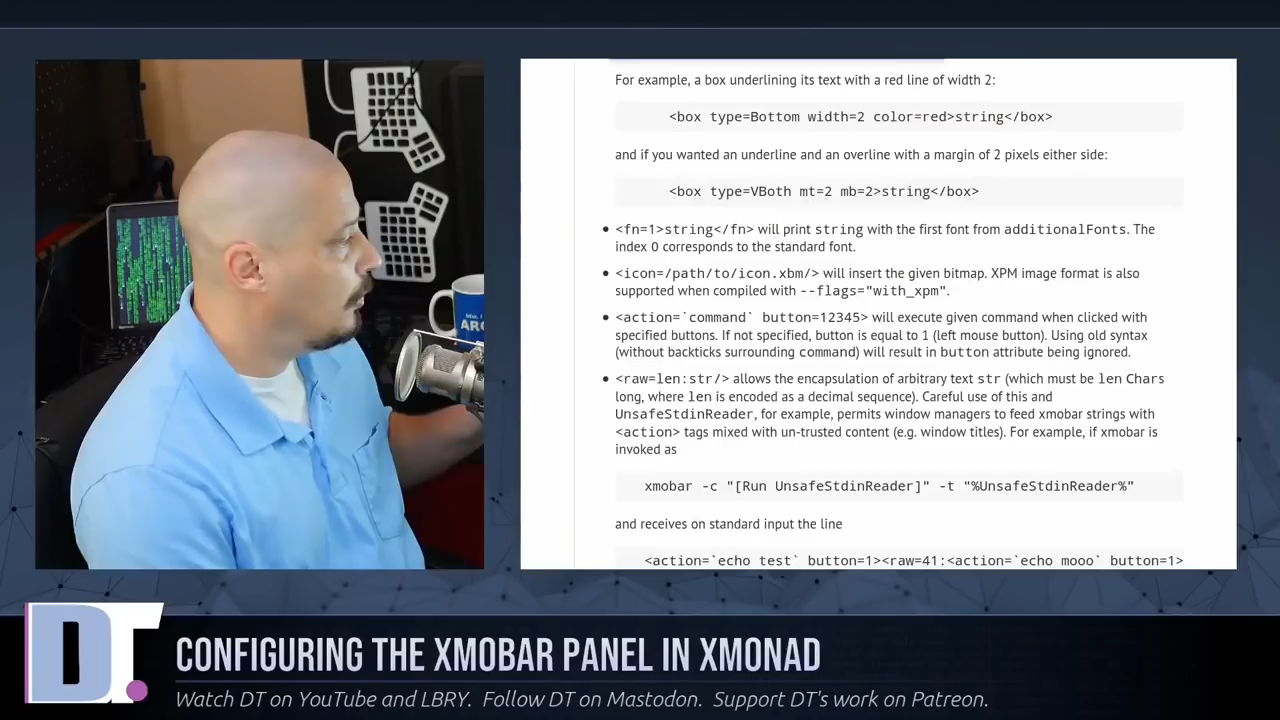 For example, a box underlining its text with a red line of width 2:
<box type=Bottom width=2 color=red>string</box>
and if you wanted an underline and an overline with a margin of 2 pixels either side:
<box type=VBoth mt=2 mb=2>string</box>
• <fn=1>string</fn> will print string with the first font from additionalFonts. The
index 0 corresponds to the standard font.
• <icon=/path/to/icon.xbm/> will insert the given bitmap. XPM image format is also
supported when compiled with --flags="with_xpm".
• <action=`command` button=12345> will execute given command when clicked with
specified buttons. If not specified, button is equal to 1 (left mouse button). Using old syntax
(without backticks surrounding command) will result in button attribute being ignored.
• <raw=len:str/> allows the encapsulation of arbitrary text str (which must be len Chars
long, where len is encoded as a decimal sequence). Careful use of this and
UnsafeStdinReader, for example, permits window managers to feed xmobar strings with
<action> tags mixed with un-trusted content (e.g. window titles). For example, if xmobar is
invoked as
xmobar -c "[Run UnsafeStdinReader]" -t "%UnsafeStdinReader%"
and receives on standard input the line
<action=`echo test` button=1><raw=41:<action=`echo mooo` button=1>
DT.
CONFIGURING THE XMOBAR PANEL IN XMONAD
Watch DT on YouTube and LBRY. Follow DT on Mastodon. Support DT's work on Patreon.